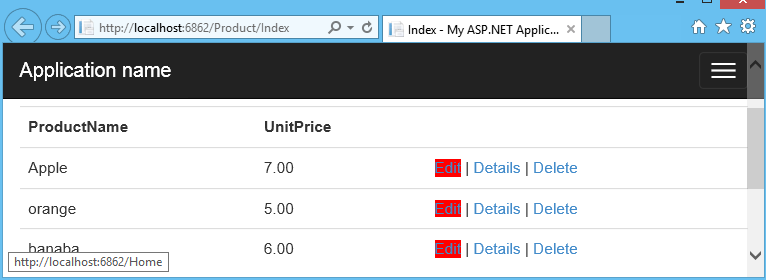 http://localhost:6862/Product/Index
Index - My ASP.NET Applic...
Application name
ProductName UnitPrice
Apple 7.00 Edit | Details | Delete
orange 5.00 Edit | Details | Delete
banaba 6.00 Edit | Details | Delete
http://localhost:6862/Home